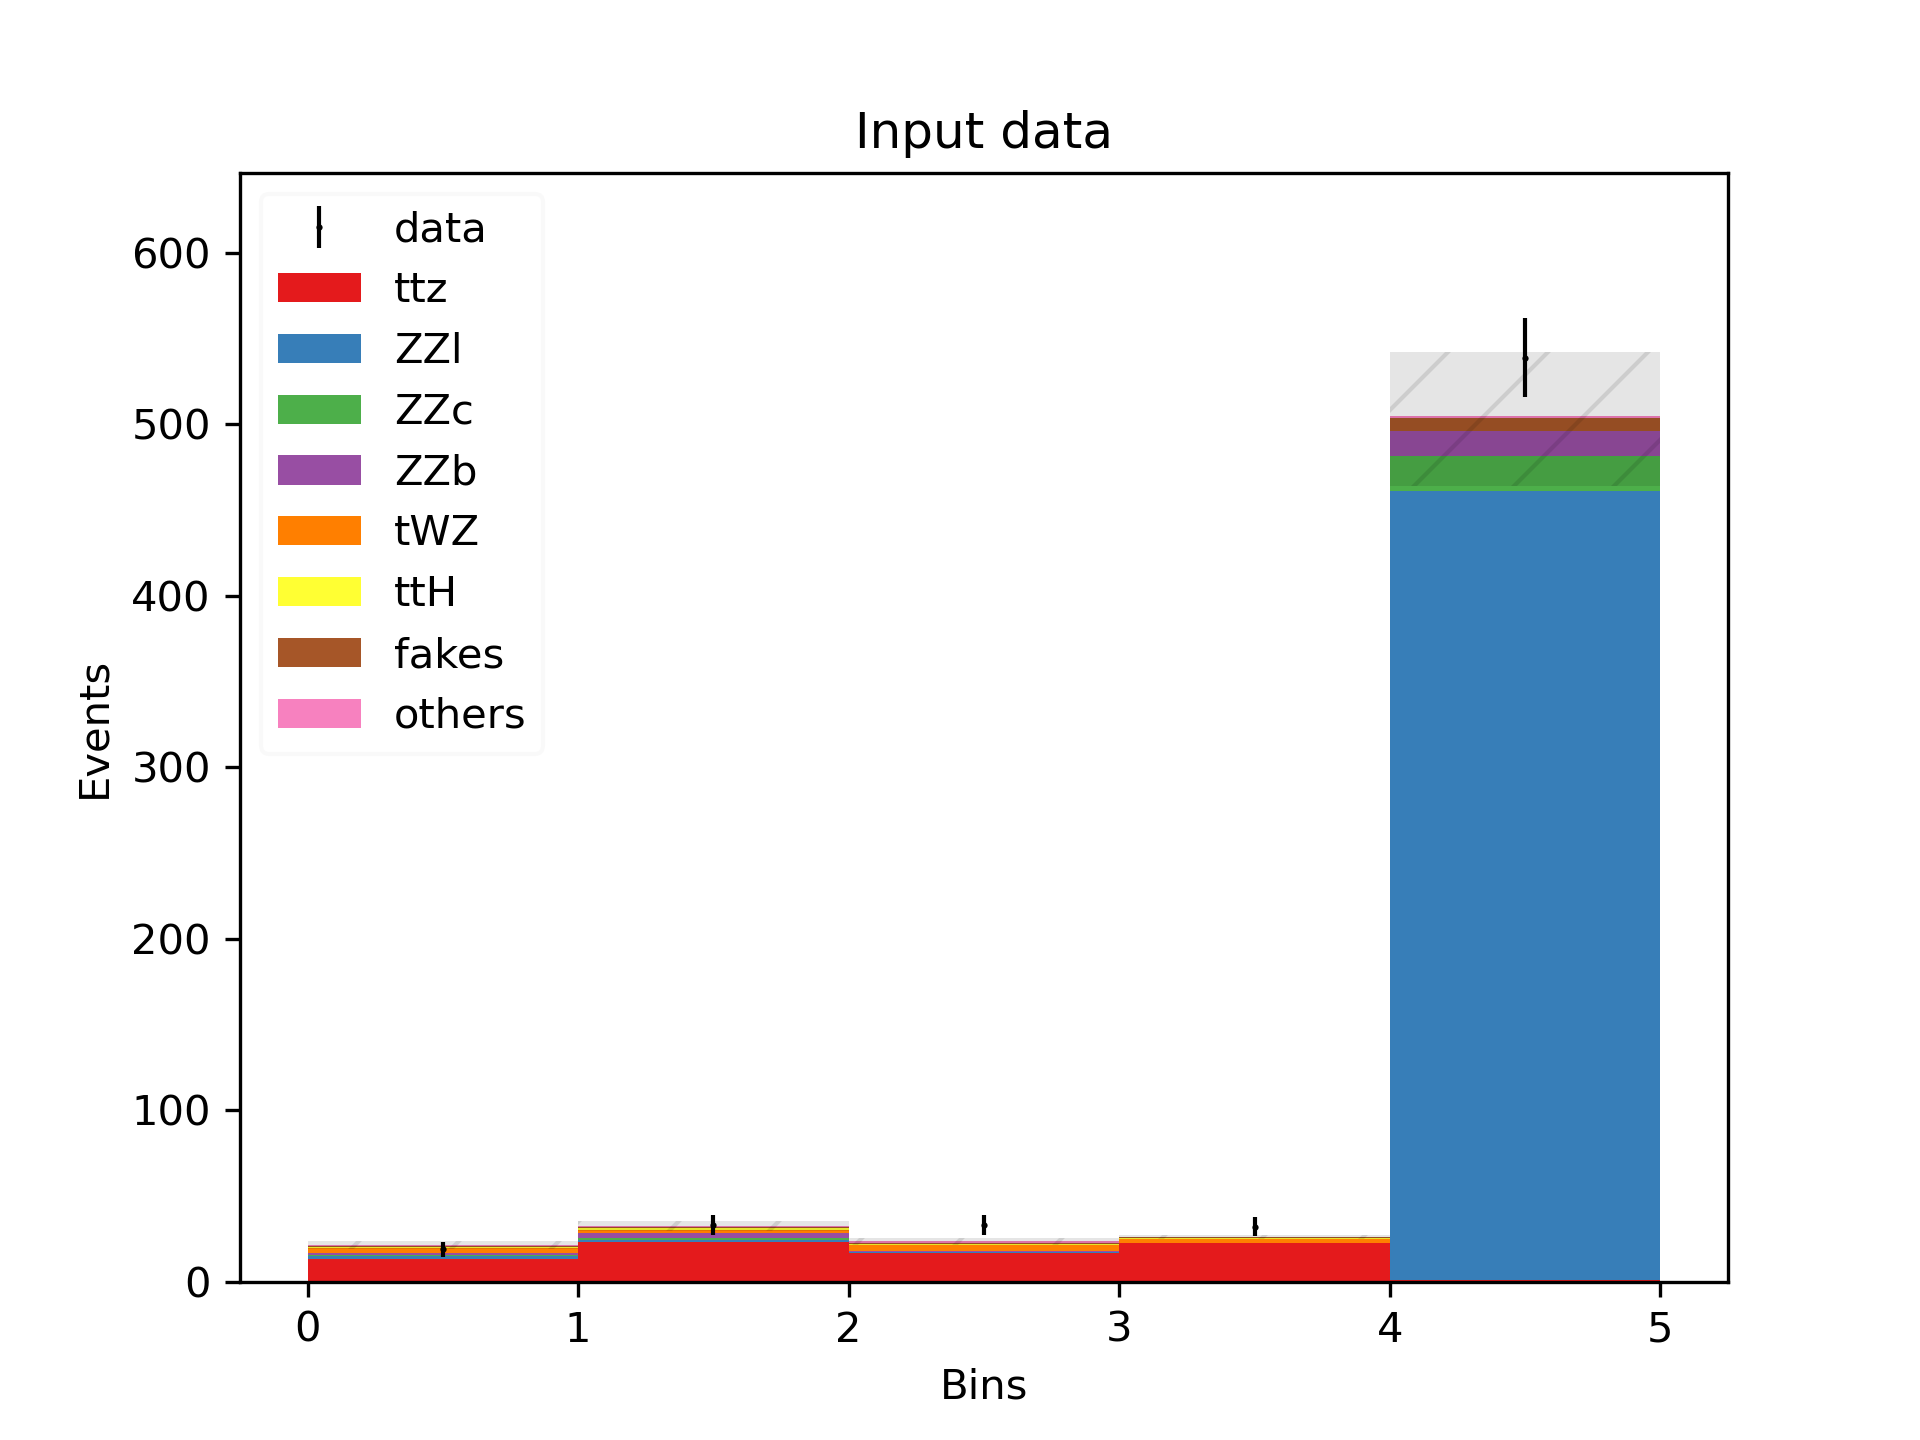 Input data
data
ttz
ZZl
ZZc
ZZb
tWZ
ttH
fakes
others
600
500
400
300
200
100
0
Events
0 1 2 3 4 5
Bins